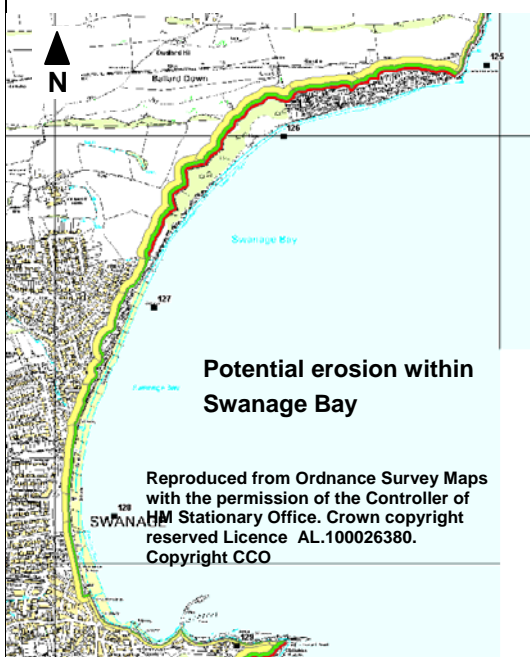 N
Ballard Down
125
126
Swanage Bay
127
Potential erosion within
Swanage Bay
Reproduced from Ordnance Survey Maps
with the permission of the Controller of
128
SWANAGE
HM Stationary Office. Crown copyright
reserved Licence AL.100026380.
Copyright CCO
129